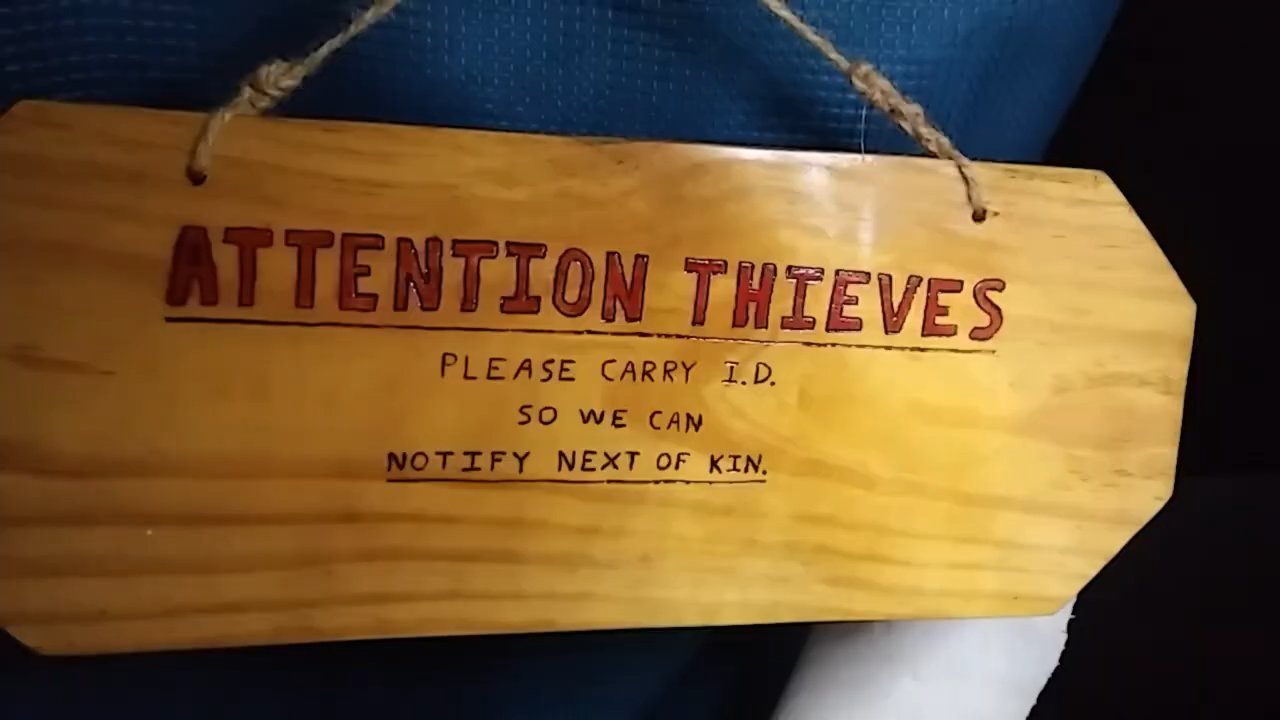 ATTENTION THIEVES
PLEASE CARRY I.D.
SO WE CAN
NOTIFY NEXT OF KIN.